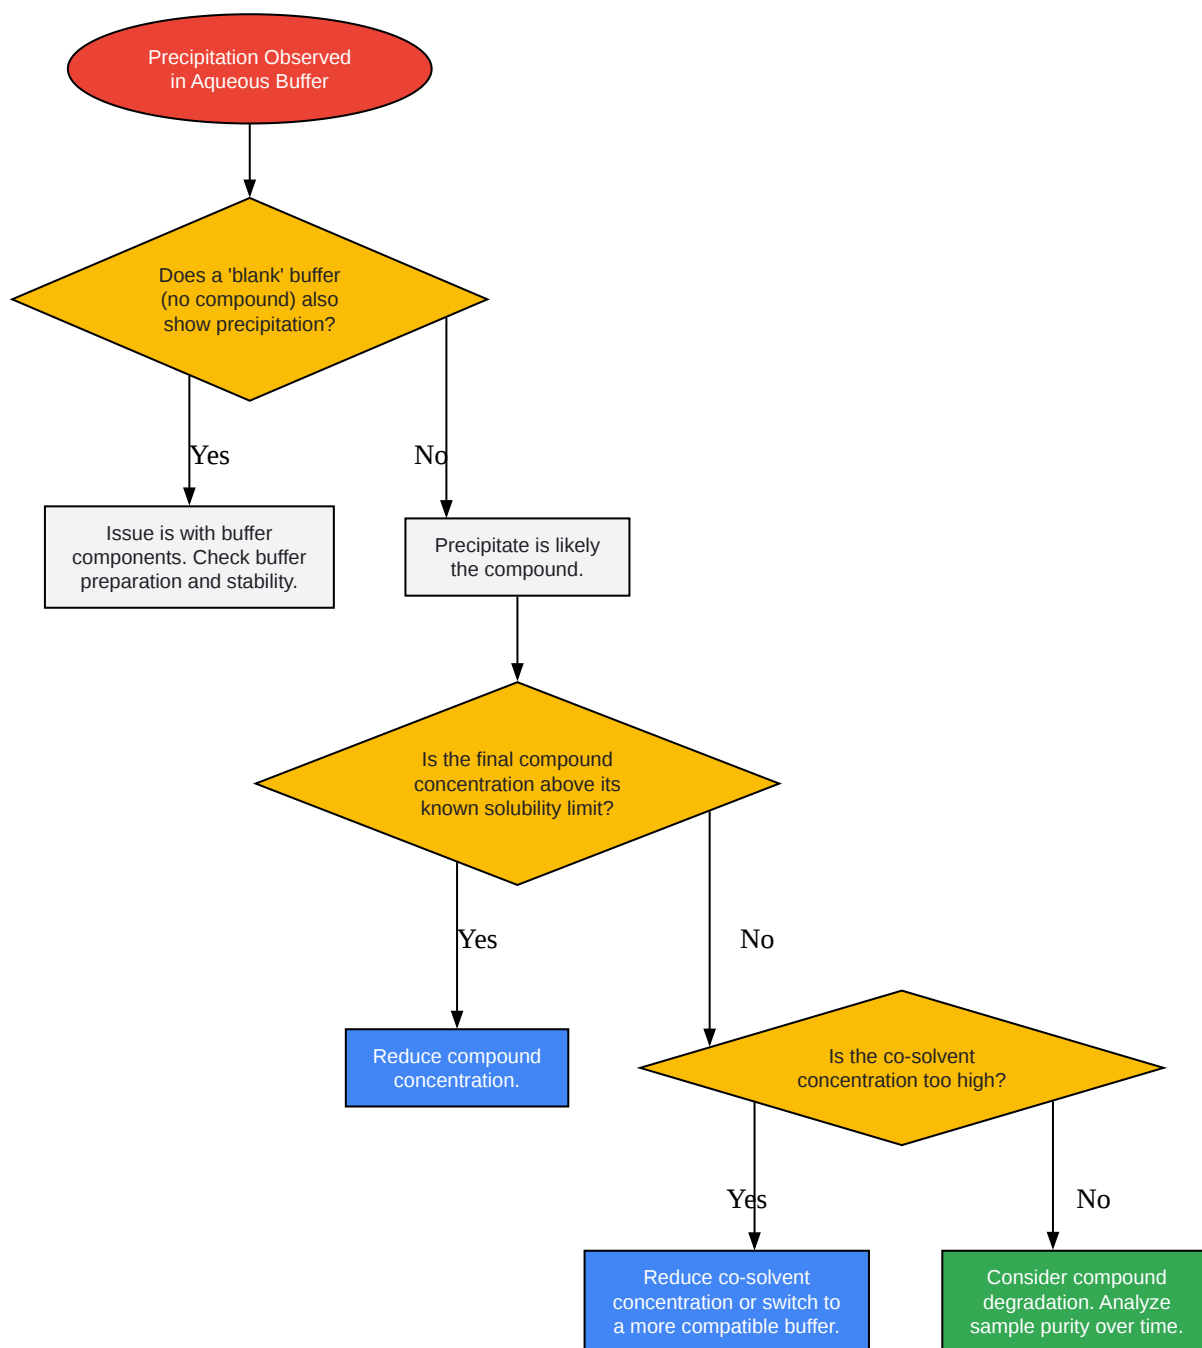 Precipitation Observed
in Aqueous Buffer
Does a 'blank' buffer
(no compound) also
show precipitation?
Yes
No
Issue is with buffer
components. Check buffer
preparation and stability.
Precipitate is likely
the compound.
Is the final compound
concentration above its
known solubility limit?
Yes
No
Reduce compound
concentration.
Is the co-solvent
concentration too high?
Yes
No
Reduce co-solvent
concentration or switch to
a more compatible buffer.
Consider compound
degradation. Analyze
sample purity over time.